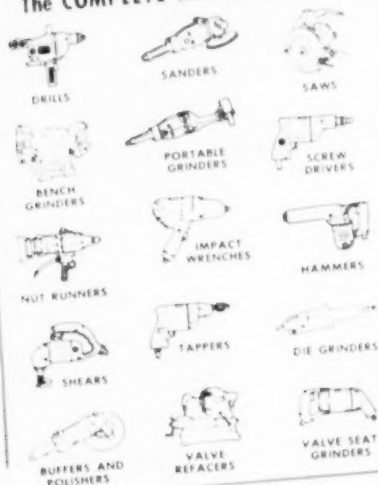 The COMPLETE
DRILLS
SANDERS
SAWS
BENCH
GRINDERS
PORTABLE
GRINDERS
SCREW
DRIVERS
NUT RUNNERS
IMPACT
WRENCHES
HAMMERS
SHEARS
TAPPERS
DIE GRINDERS
BUFFERS AND
POLISHERS
VALVE
REFACERS
VALVE SEAT
GRINDERS